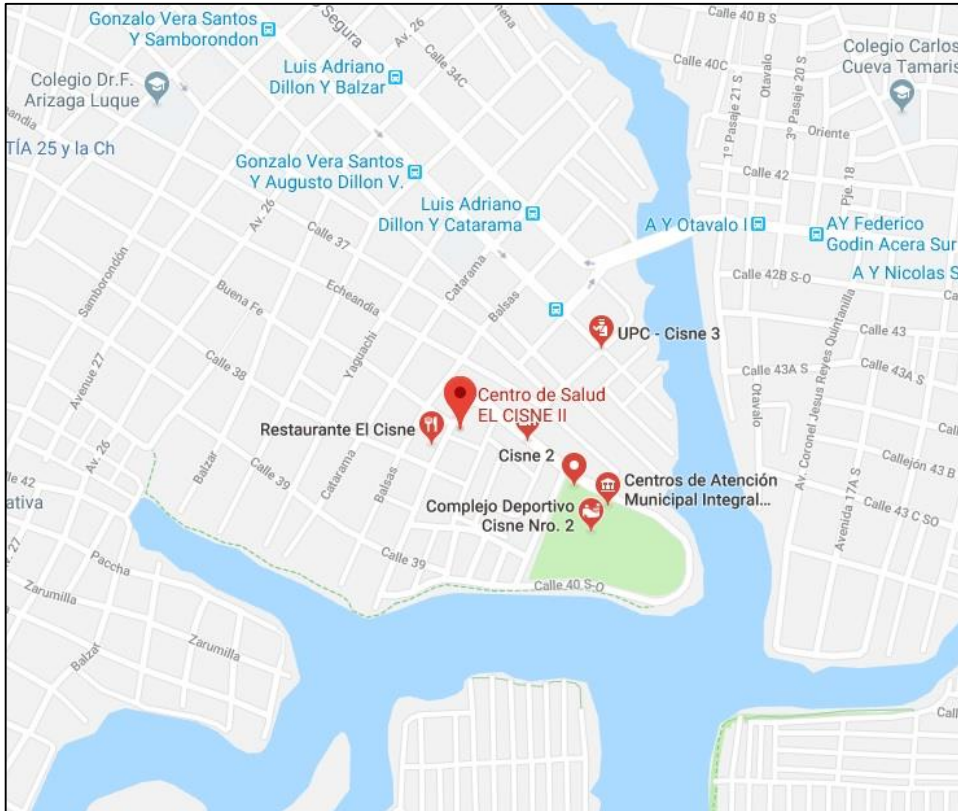 Gonzalo Vera Santos
Y Samborondon
Segura
Av. 26
Calle 34C
Calle 40 B S
Calle 40C
Colegio Carlos
Cueva Tamaris
Colegio Dr.F.
Arizaga Luque
Luis Adriano
Dillon Y Balzar
1º Pasaje 21 S
Otavalo
3º Pasaje 20 S
Oriente
TÍA 25 y la Ch
Gonzalo Vera Santos
Y Augusto Dillon V.
Calle 42
Pje. 18
Av. 26
Luis Adriano
Dillon Y Catarama
A Y Otavalo I
AY Federico
Godin Acera Sur
Calle 37
Catarama
Calle 42B S-O
A Y Nicolas S
Samborondón
Buena Fe
Echeandia
Balsas
Calle 43
UPC - Cisne 3
Yaguachi
Avenue 27
Calle 38
Calle 43A S
Calle 43A S
Av. Coronel Jesus Reyes Quintanilla
Otavalo
Centro de Salud
EL CISNE II
Restaurante El Cisne
Cisne 2
Av. 26
Balzar
Calle 39
Catarama
Balsas
Callejón 43 B
Calle 42
ativa
Centros de Atención
Municipal Integral...
Complejo Deportivo
Cisne Nro. 2
Avenida 17A S
Calle 43 C SO
Av. 27
Paccha
Calle 39
Calle 40 S-O
Zarumilla
Zarumilla
Balzar
Call